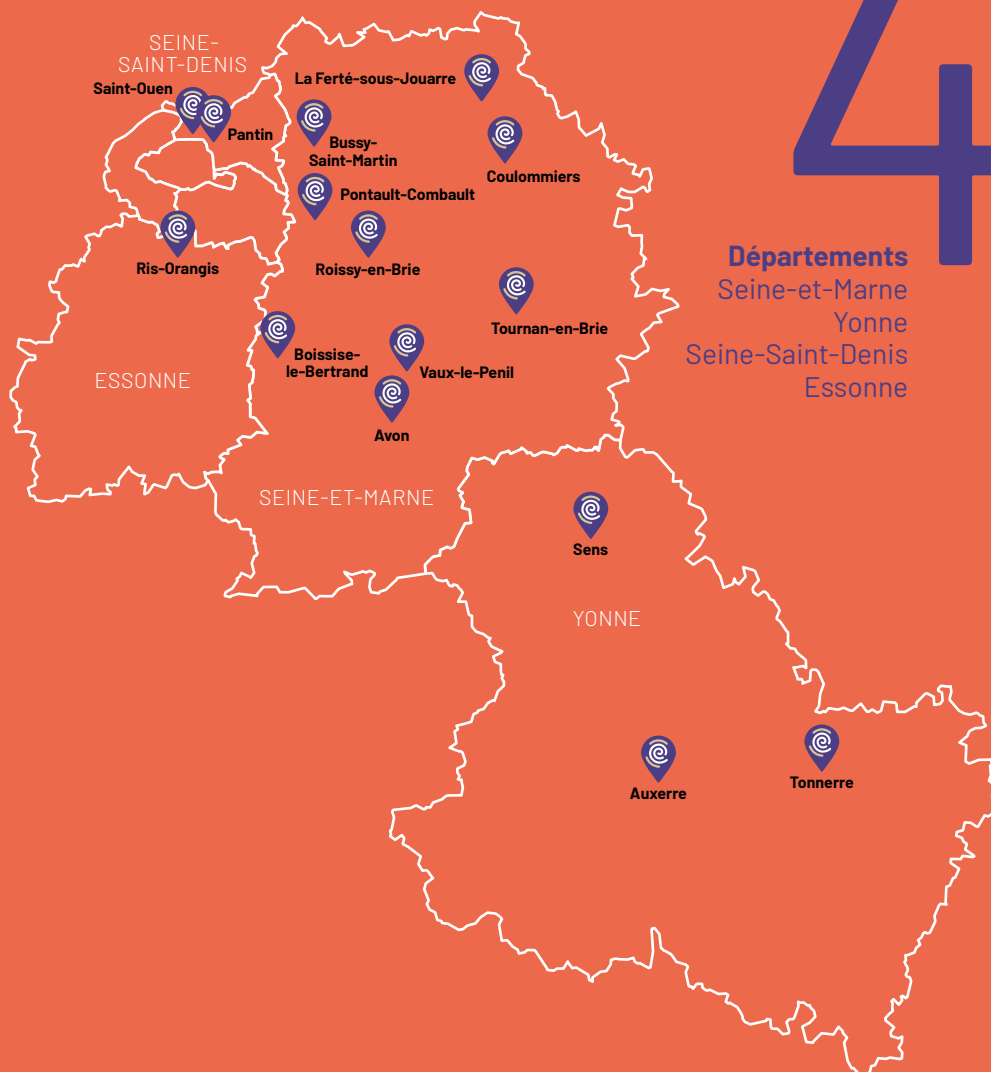 4
Départements
Seine-et-Marne
Yonne
Seine-Saint-Denis
Essonne
SEINE-
SAINT-DENIS
Saint-Ouen
Pantin
La Ferté-sous-Jouarre
Bussy-
Saint-Martin
Coulommiers
Pontault-Combault
Ris-Orangis
Roissy-en-Brie
Tournan-en-Brie
Boissise-
le-Bertrand
Vaux-le-Penil
ESSONNE
Avon
SEINE-ET-MARNE
Sens
YONNE
Auxerre
Tonnerre